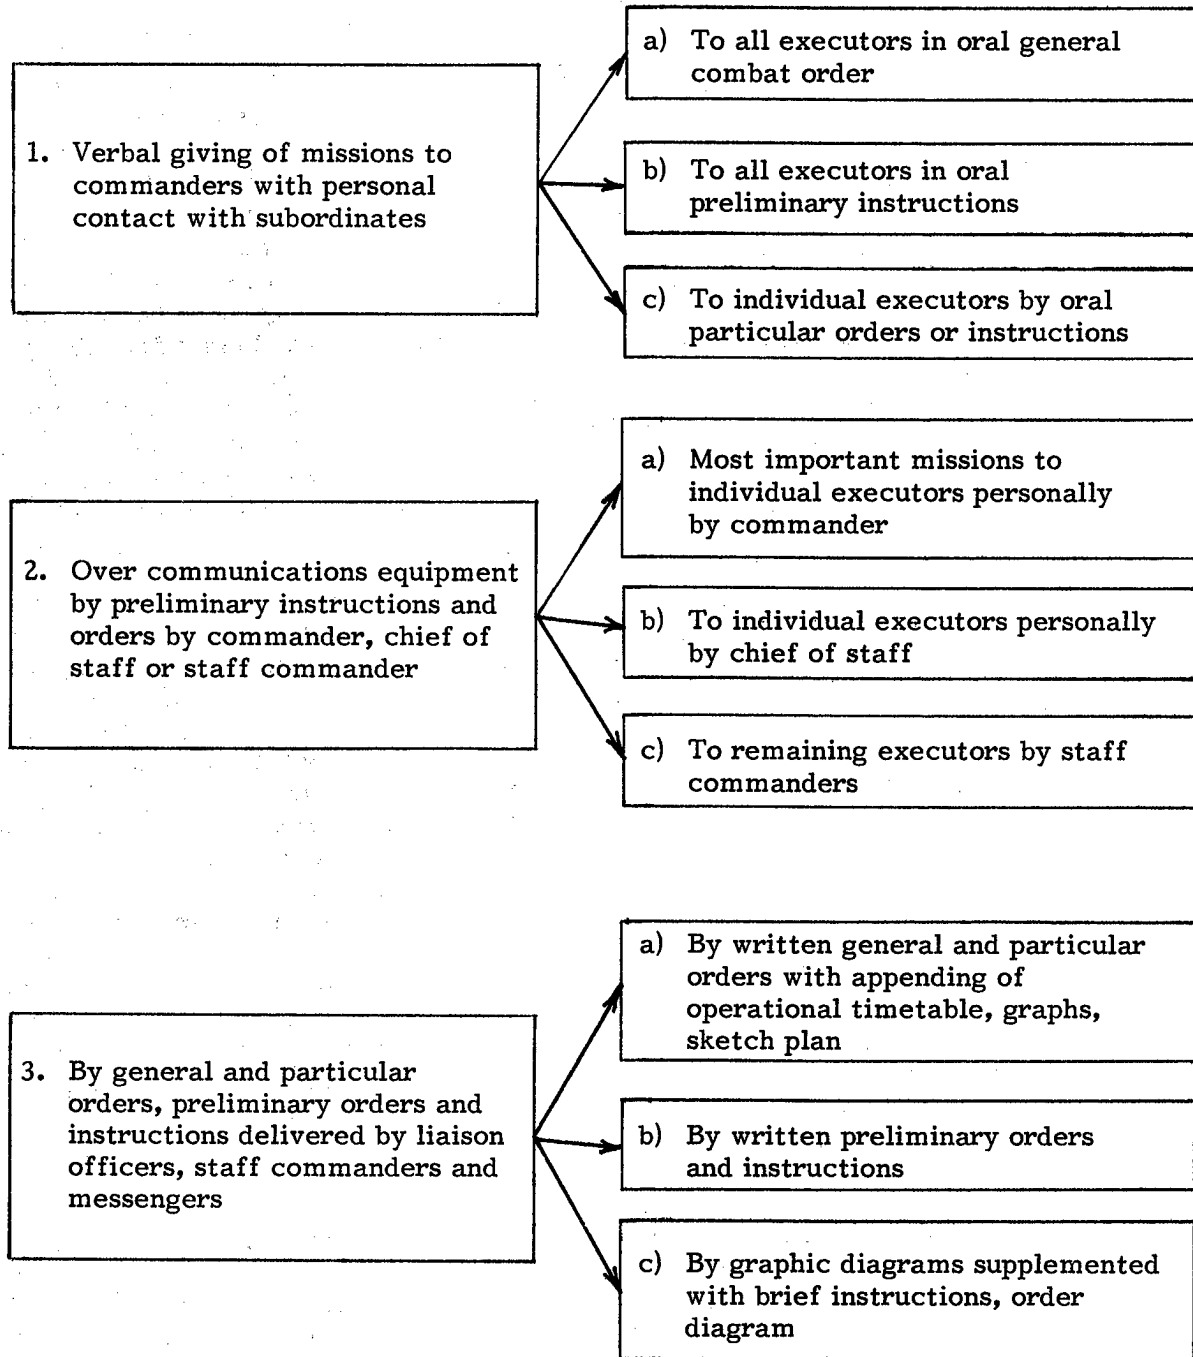 1. Verbal giving of missions to
commanders with personal
contact with subordinates
a) To all executors in oral general
combat order
b) To all executors in oral
preliminary instructions
c) To individual executors by oral
particular orders or instructions
2. Over communications equipment
by preliminary instructions and
orders by commander, chief of
staff or staff commander
a) Most important missions to
individual executors personally
by commander
b) To individual executors personally
by chief of staff
c) To remaining executors by staff
commanders
3. By general and particular
orders, preliminary orders and
instructions delivered by liaison
officers, staff commanders and
messengers
a) By written general and particular
orders with appending of
operational timetable, graphs,
sketch plan
b) By written preliminary orders
and instructions
c) By graphic diagrams supplemented
with brief instructions, order
diagram